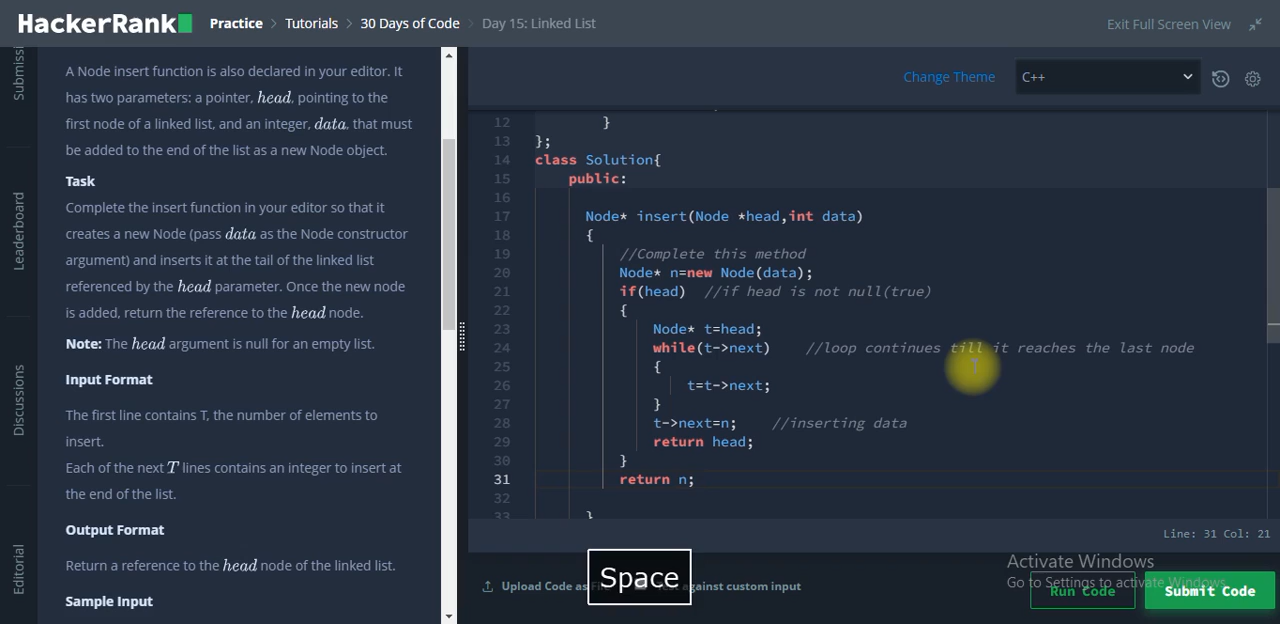 HackerRank Practice > Tutorials > 30 Days of Code > Day 15: Linked List Exit Full Screen View
Submissi
Leaderboard
Discussions
Editorial
A Node insert function is also declared in your editor. It
has two parameters: a pointer, head, pointing to the
first node of a linked list, and an integer, data, that must
be added to the end of the list as a new Node object.
Task
Complete the insert function in your editor so that it
creates a new Node (pass data as the Node constructor
argument) and inserts it at the tail of the linked list
referenced by the head parameter. Once the new node
is added, return the reference to the head node.
Note: The head argument is null for an empty list.
Input Format
The first line contains T, the number of elements to
insert.
Each of the next T lines contains an integer to insert at
the end of the list.
Output Format
Return a reference to the head node of the linked list.
Sample Input
Change Theme C++
12 }
13 };
14 class Solution{
15 public:
16
17 Node* insert(Node *head,int data)
18 {
19 //Complete this method
20 Node* n=new Node(data);
21 if(head) //if head is not null(true)
22 {
23 Node* t=head;
24 while(t->next) //loop continues till it reaches the last node
25 {
26 t=t->next;
27 }
28 t->next=n; //inserting data
29 return head;
30 }
31 return n;
32
33 }
Line: 31 Col: 21
Space
Upload Code as Test against custom input
Activate Windows
Go to Settings to activate Windows.
Run Code Submit Code